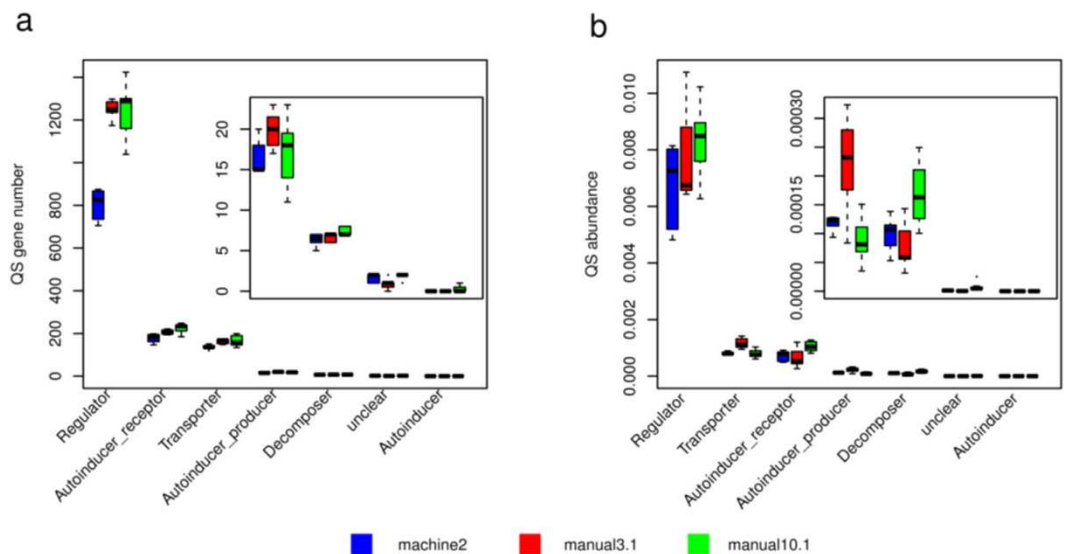 a
QS gene number
1200
800
600
400
200
0
20
15
10
5
0
Regulator
Autoinducer_receptor
Transporter
Autoinducer_producer
Decomposer
unclear
Autoinducer
b
QS abundance
0.010
0.008
0.006
0.004
0.002
0.000
0.00030
0.00015
0.00000
Regulator
Transporter
Autoinducer_receptor
Autoinducer_producer
Decomposer
unclear
Autoinducer
machine2 manual3.1 manual10.1